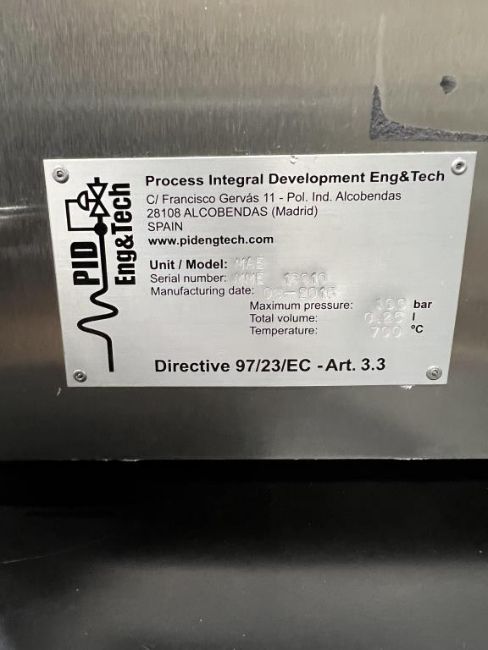 PID
Eng&Tech
Process Integral Development Eng&Tech
C/ Francisco Gervás 11 - Pol. Ind. Alcobendas
28108 ALCOBENDAS (Madrid)
SPAIN
www.pidengtech.com
Unit / Model:
Serial number:
Manufacturing date:
Maximum pressure: bar
Total volume: l
Temperature: 700 ºC
Directive 97/23/EC - Art. 3.3